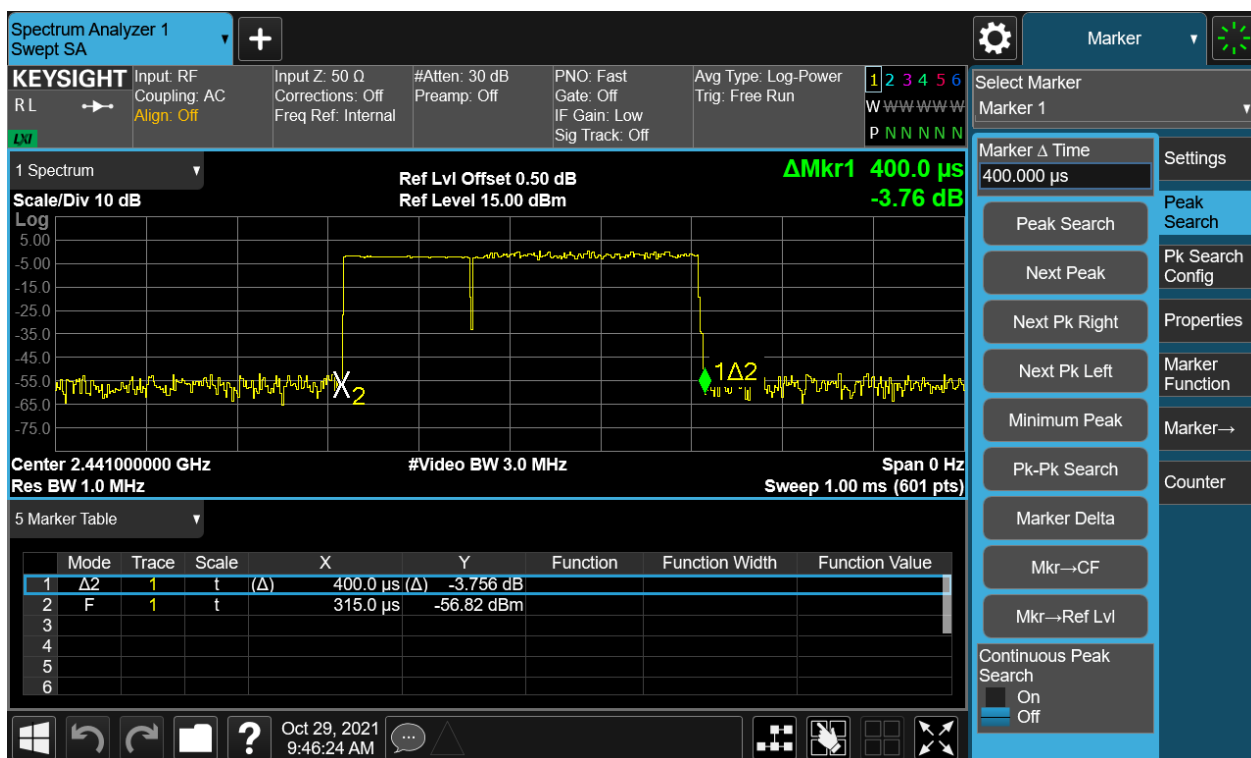 Spectrum Analyzer 1
Swept SA
+
Marker
KEYSIGHT
RL
LXI
Input: RF
Coupling: AC
Align: Off
Input Z: 50 Ω
Corrections: Off
Freq Ref: Internal
#Atten: 30 dB
Preamp: Off
PNO: Fast
Gate: Off
IF Gain: Low
Sig Track: Off
Avg Type: Log-Power
Trig: Free Run
1 2 3 4 5 6
W W W W W W
P N N N N N
Select Marker
Marker 1
1 Spectrum
Scale/Div 10 dB
Ref Lvl Offset 0.50 dB
Ref Level 15.00 dBm
ΔMkr1 400.0 µs
-3.76 dB
Log
5.00
-5.00
-15.0
-25.0
-35.0
-45.0
-55.0
-65.0
-75.0
X2
1Δ2
Center 2.441000000 GHz
Res BW 1.0 MHz
#Video BW 3.0 MHz
Span 0 Hz
Sweep 1.00 ms (601 pts)
5 Marker Table
Mode Trace Scale X Y Function Function Width Function Value
1 Δ2 1 t (Δ) 400.0 µs (Δ) -3.756 dB
2 F 1 t 315.0 µs -56.82 dBm
3
4
5
6
Marker Δ Time
400.000 µs
Peak Search
Next Peak
Next Pk Right
Next Pk Left
Minimum Peak
Pk-Pk Search
Marker Delta
Mkr→CF
Mkr→Ref Lvl
Continuous Peak
Search
On
Off
Settings
Peak
Search
Pk Search
Config
Properties
Marker
Function
Marker→
Counter
?
Oct 29, 2021
9:46:24 AM